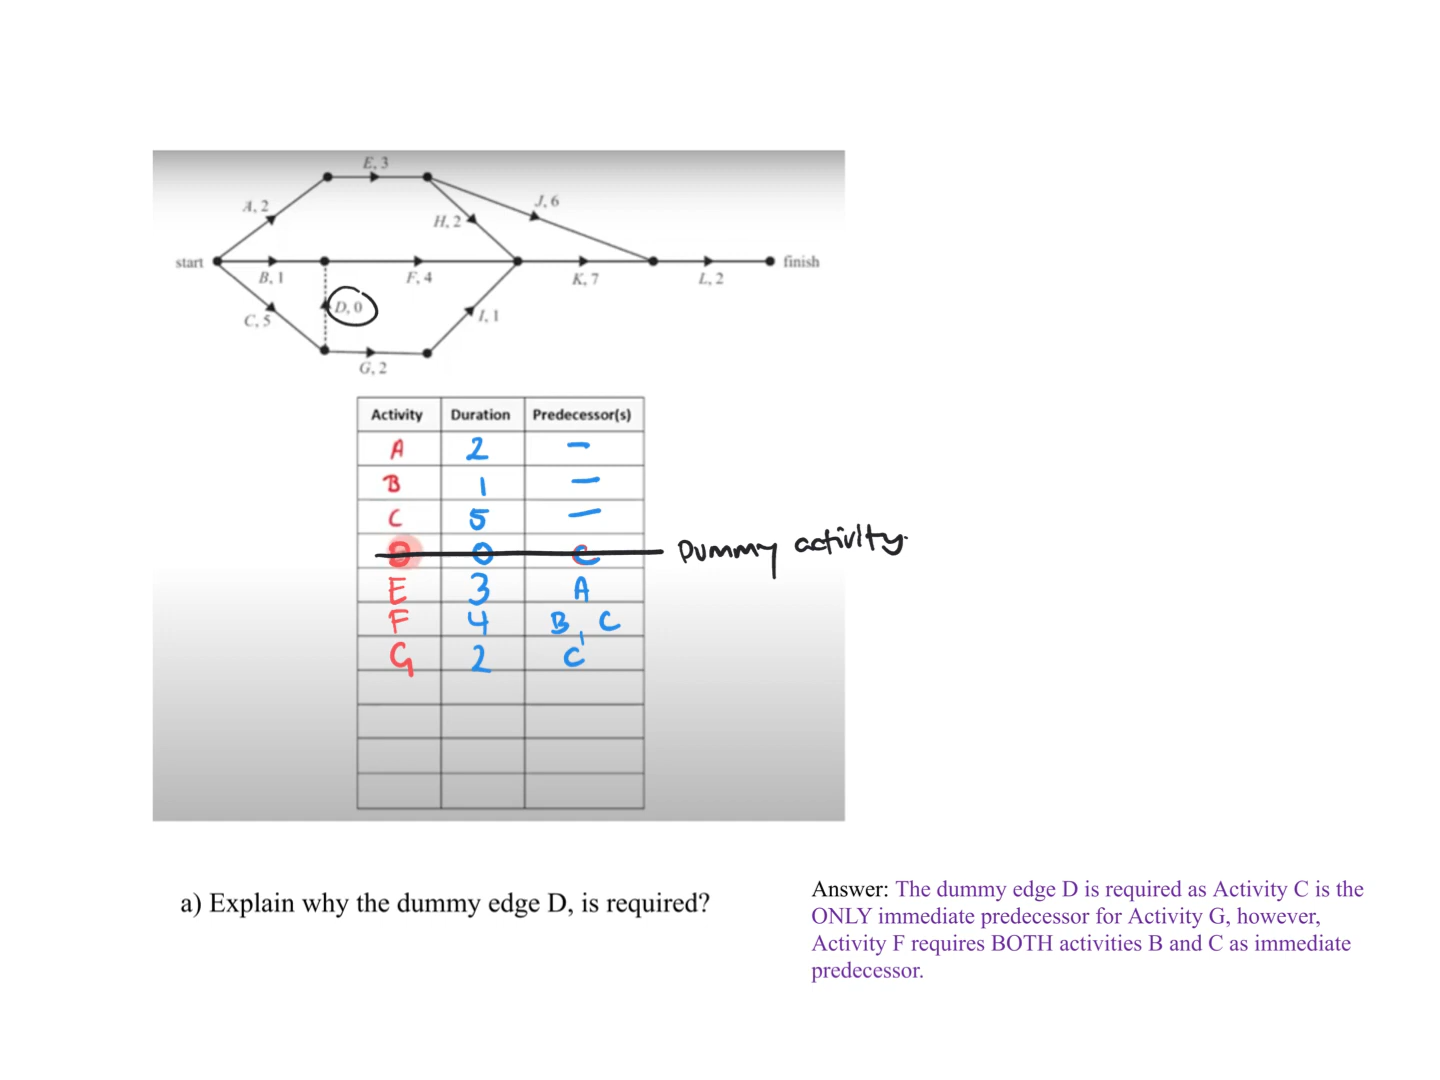 E, 3
A, 2
J, 6
H, 2
start
finish
B, 1
F, 4
K, 7
L, 2
D, 0
C, 5
I, 1
G, 2
Activity Duration Predecessor(s)
A 2 –
B 1 –
C 5 –
D 0 C Dummy activity.
E 3 A
F 4 B, C
G 2 C
a) Explain why the dummy edge D, is required?
Answer: The dummy edge D is required as Activity C is the
ONLY immediate predecessor for Activity G, however,
Activity F requires BOTH activities B and C as immediate
predecessor.